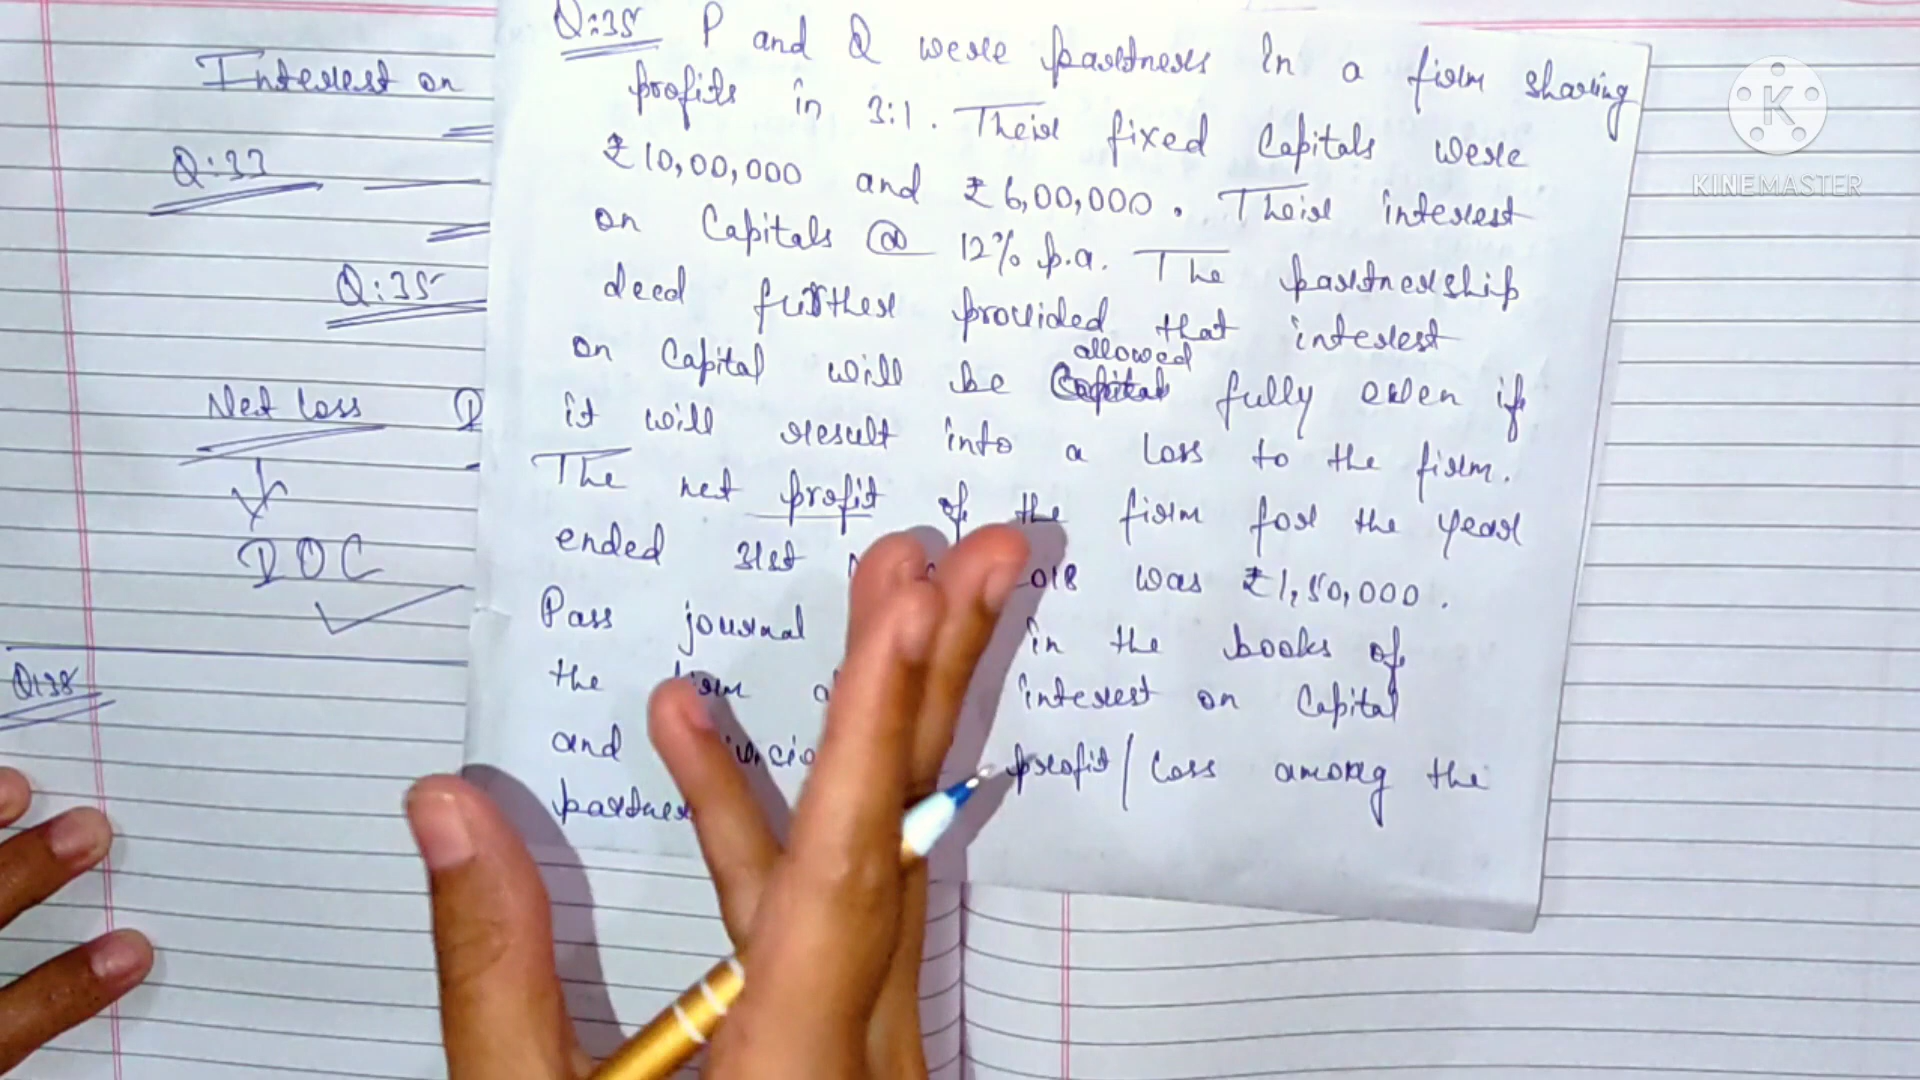 Interest on
Q:33
Q:35
Net loss
IOC
Q:38
Q:35 P and Q were partners in a firm sharing
profits in 3:1. Their fixed Capitals were
₹10,00,000 and ₹6,00,000. Their interest
on Capitals @ 12% p.a. The partnership
deed further provided that interest
allowed
on Capital will be Capital fully even if
it will result into a loss to the firm.
The net profit of the firm for the year
ended 31st 018 was ₹1,50,000.
Pass journal in the books of
the firm interest on Capital
and profit/loss among the
partners
K
KINEMASTER